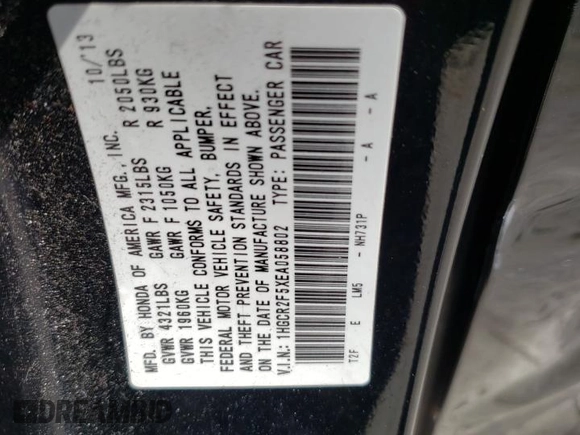 MFD. BY HONDA OF AMERICA MFG., INC. 10/13
GVWR 4321LBS GAWR F 2315LBS R 2050LBS
GVWR 1960KG GAWR F 1050KG R 930KG
THIS VEHICLE CONFORMS TO ALL APPLICABLE
FEDERAL MOTOR VEHICLE SAFETY, BUMPER,
AND THEFT PREVENTION STANDARDS IN EFFECT
ON THE DATE OF MANUFACTURE SHOWN ABOVE.
V.I.N.: 1HGCR2F5XEA058802 TYPE: PASSENGER CAR
T2F E LM5 - NH731P - A - A
DREAMBID